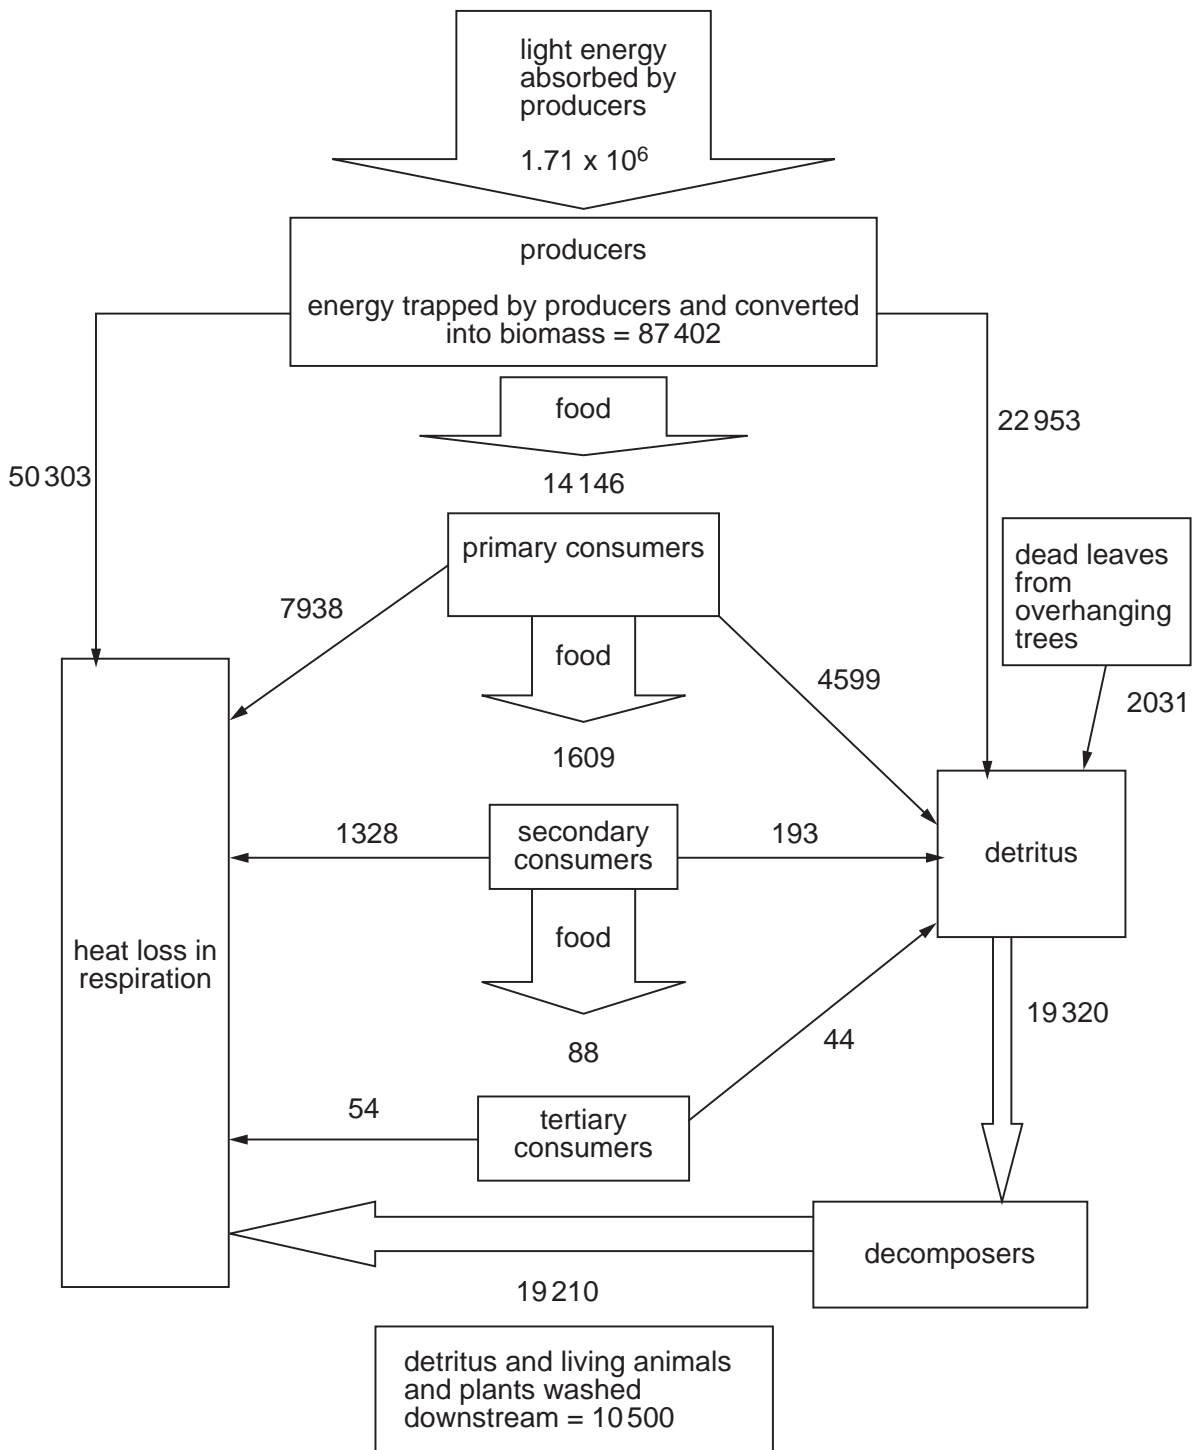 light energy
absorbed by
producers
1.71 x 10⁶
producers
energy trapped by producers and converted
into biomass = 87 402
food
22 953
50 303
14 146
primary consumers
dead leaves
from
overhanging
trees
7938
food
4599
2031
1609
1328
secondary
consumers
193
detritus
food
heat loss in
respiration
19 320
44
88
54
tertiary
consumers
decomposers
19 210
detritus and living animals
and plants washed
downstream = 10 500